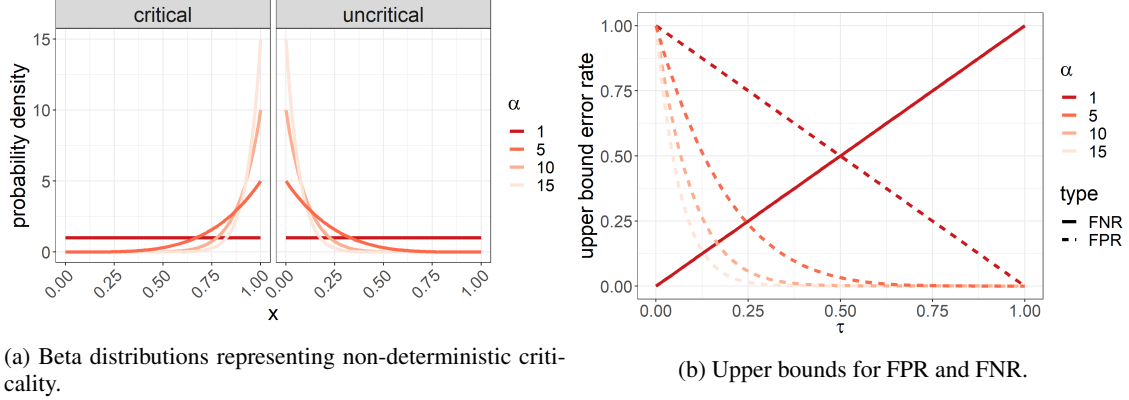 critical
uncritical
probability density
15
10
5
0
0.00 0.25 0.50 0.75 1.00
0.00 0.25 0.50 0.75 1.00
x
α
1
5
10
15
(a) Beta distributions representing non-deterministic criti-
cality.
upper bound error rate
1.00
0.75
0.50
0.25
0.00
0.00 0.25 0.50 0.75 1.00
τ
α
1
5
10
15
type
FNR
FPR
(b) Upper bounds for FPR and FNR.